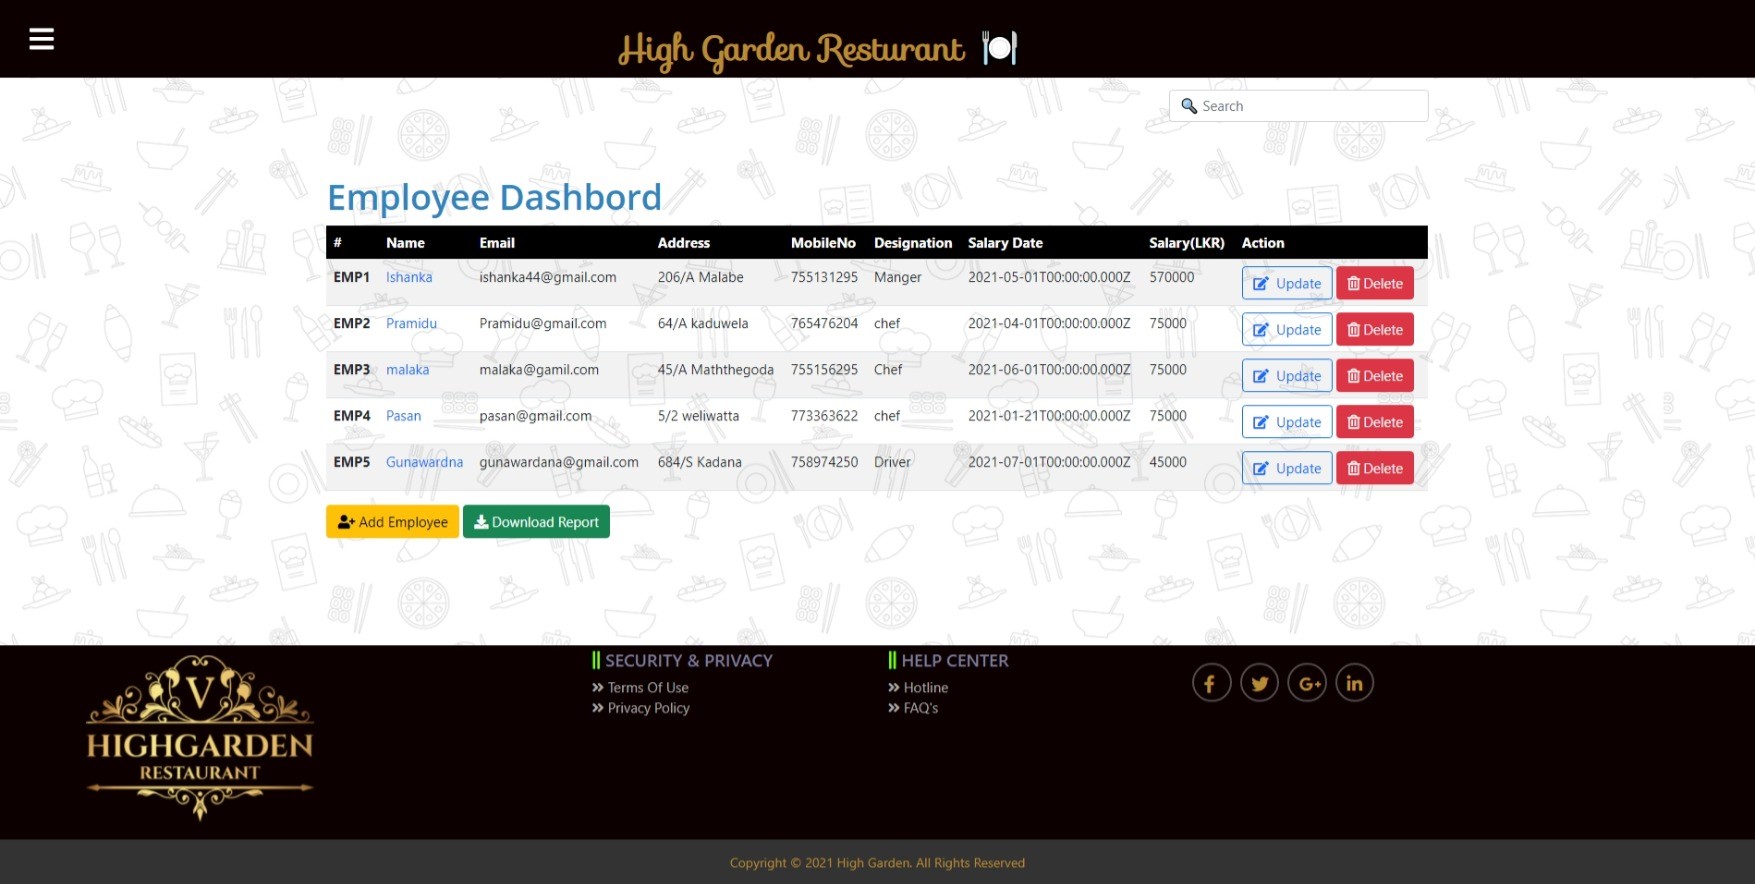 High Garden Resturant
Search
Employee Dashbord
# Name Email Address MobileNo Designation Salary Date Salary(LKR) Action
EMP1 Ishanka ishanka44@gmail.com 206/A Malabe 755131295 Manger 2021-05-01T00:00:00.000Z 570000 Update Delete
EMP2 Pramidu Pramidu@gmail.com 64/A kaduwela 765476204 chef 2021-04-01T00:00:00.000Z 75000 Update Delete
EMP3 malaka malaka@gamil.com 45/A Maththegoda 755156295 Chef 2021-06-01T00:00:00.000Z 75000 Update Delete
EMP4 Pasan pasan@gmail.com 5/2 weliwatta 773363622 chef 2021-01-21T00:00:00.000Z 75000 Update Delete
EMP5 Gunawardna gunawardana@gmail.com 684/S Kadana 758974250 Driver 2021-07-01T00:00:00.000Z 45000 Update Delete
Add Employee Download Report
V
HIGHGARDEN
RESTAURANT
SECURITY & PRIVACY
» Terms Of Use
» Privacy Policy
HELP CENTER
» Hotline
» FAQ's
f G+ in
Copyright © 2021 High Garden. All Rights Reserved